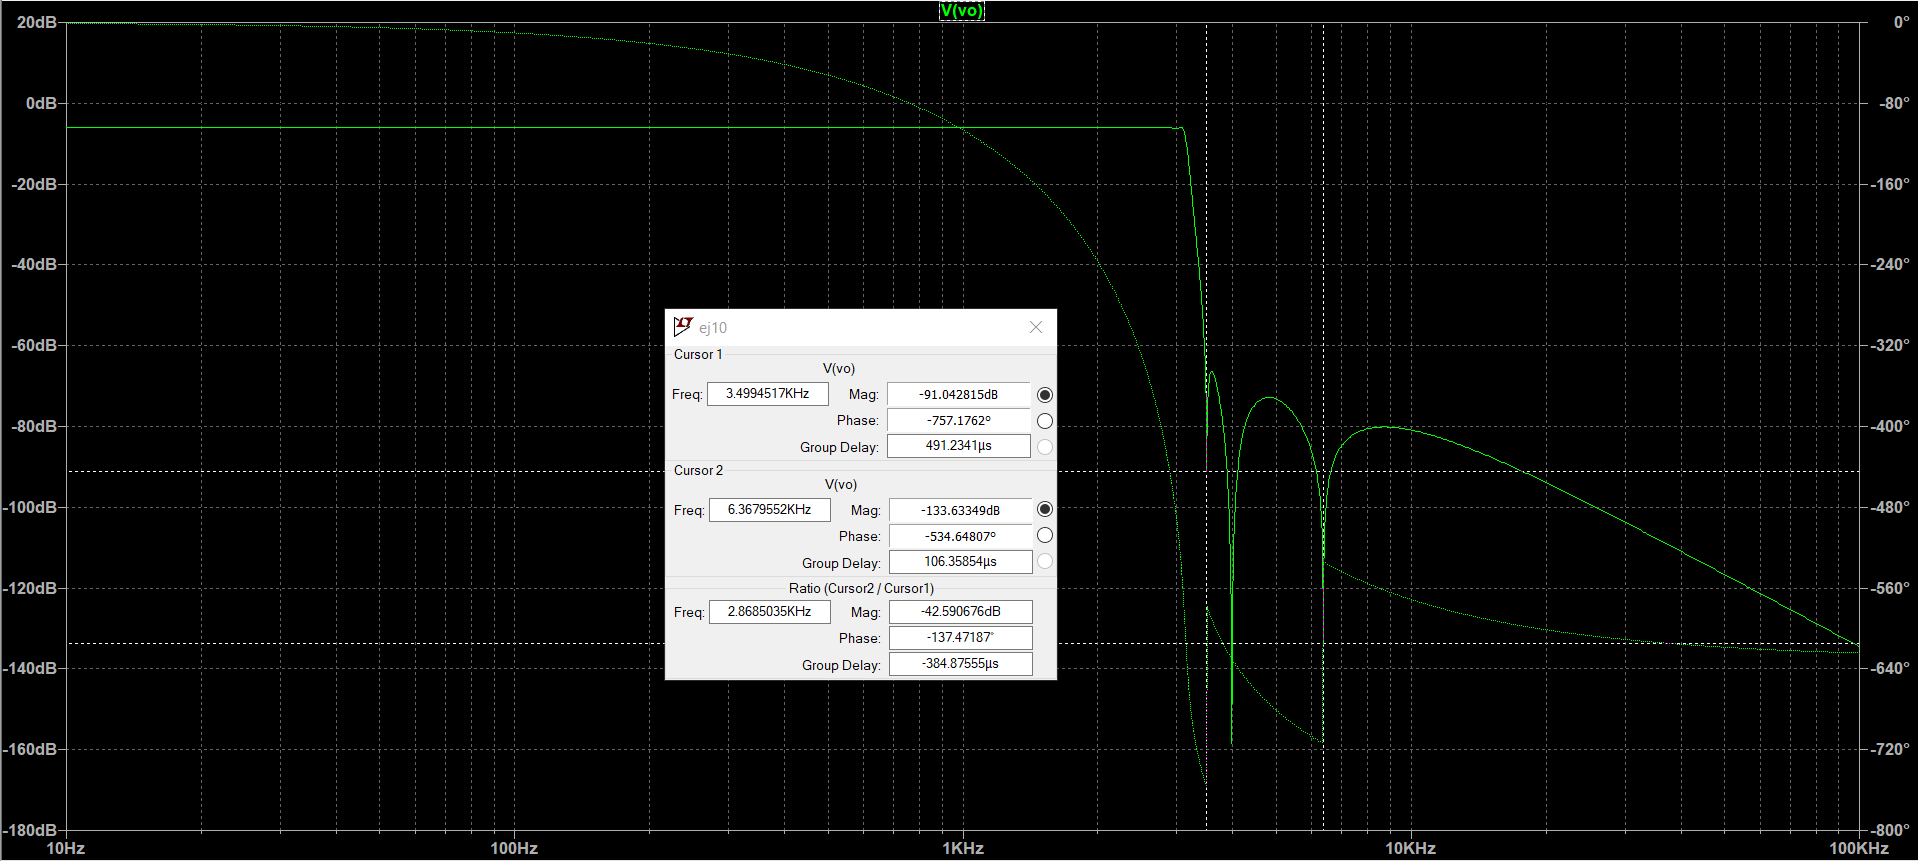 V(vo)
20dB
0dB
-20dB
-40dB
-60dB
-80dB
-100dB
-120dB
-140dB
-160dB
-180dB
0°
-80°
-160°
-240°
-320°
-400°
-480°
-560°
-640°
-720°
-800°
10Hz 100Hz 1KHz 10KHz 100KHz
ej10
Cursor 1
V(vo)
Freq: 3.4994517KHz Mag: -91.042815dB
Phase: -757.1762°
Group Delay: 491.2341µs
Cursor 2
V(vo)
Freq: 6.3679552KHz Mag: -133.63349dB
Phase: -534.64807°
Group Delay: 106.35854µs
Ratio (Cursor2 / Cursor1)
Freq: 2.8685035KHz Mag: -42.590676dB
Phase: -137.47187°
Group Delay: -384.87555µs